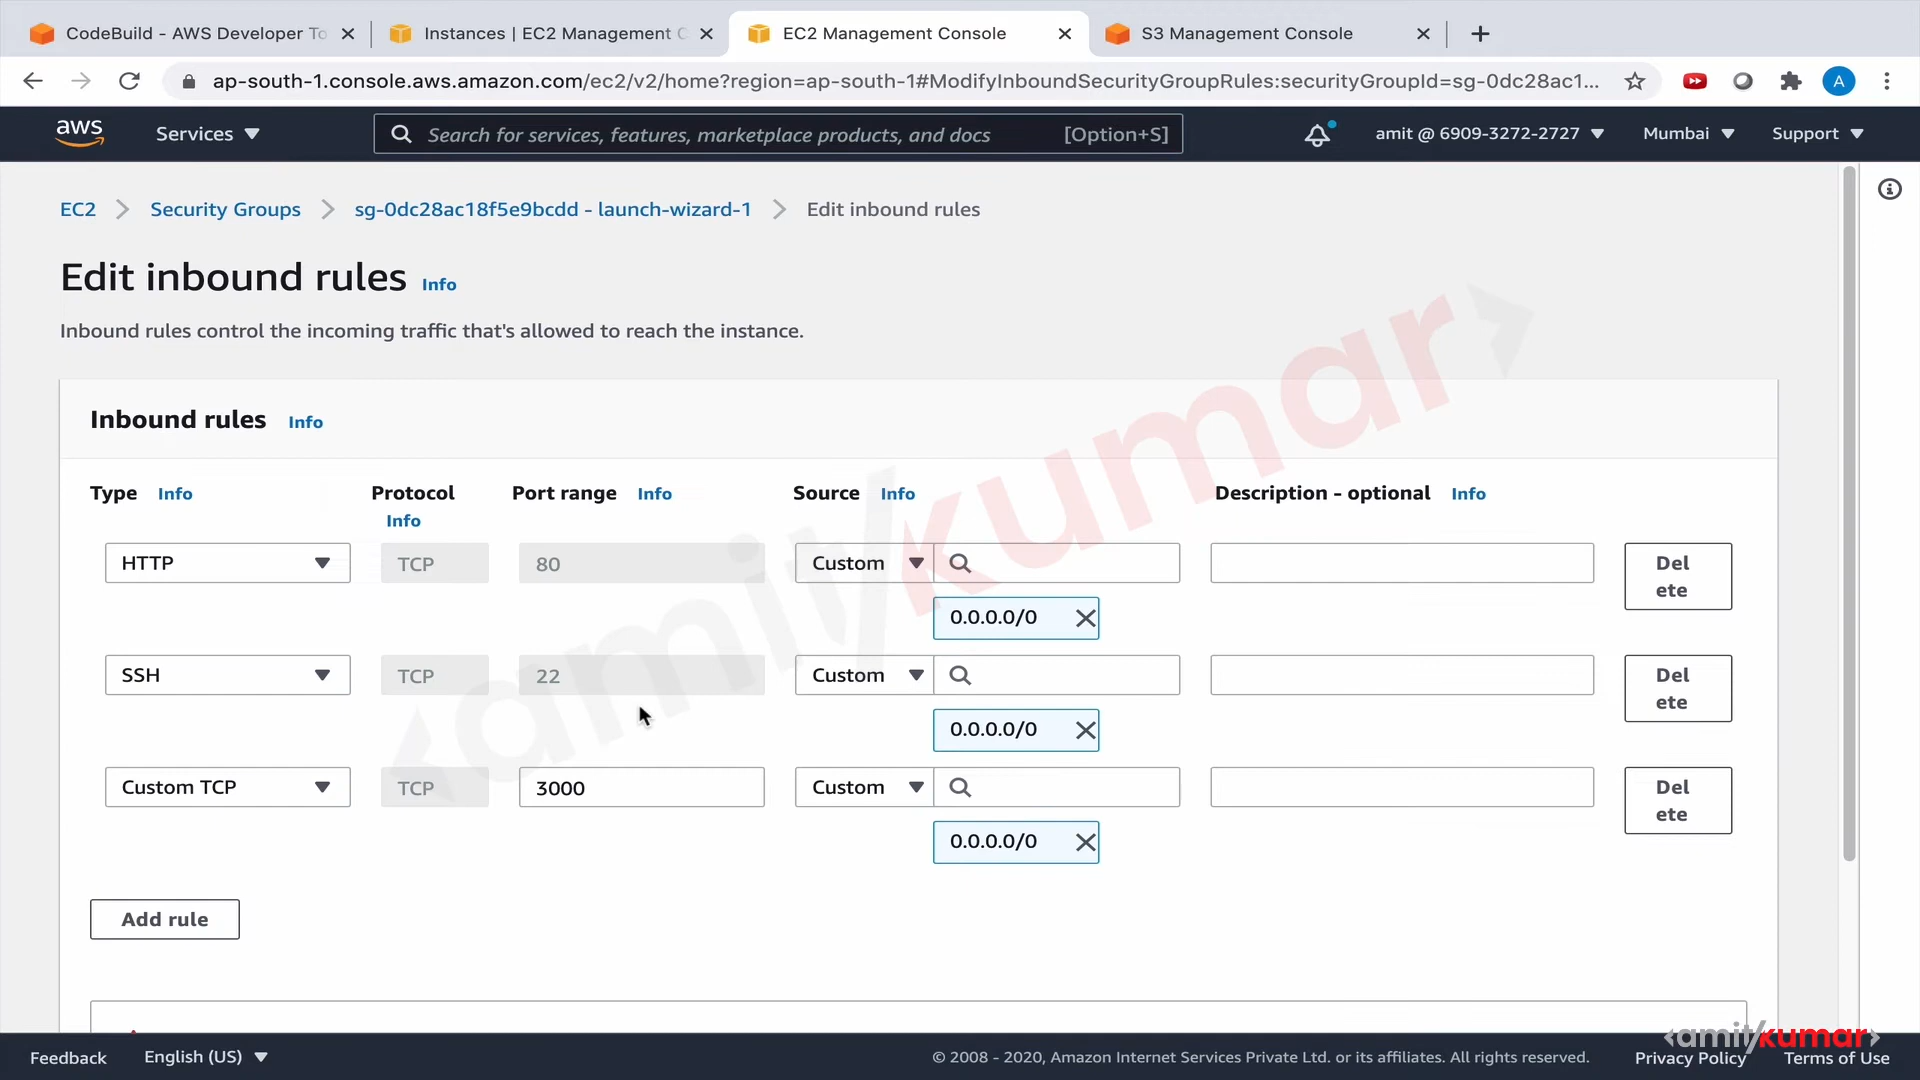 CodeBuild - AWS Developer To
Instances | EC2 Management C
EC2 Management Console
S3 Management Console
ap-south-1.console.aws.amazon.com/ec2/v2/home?region=ap-south-1#ModifyInboundSecurityGroupRules:securityGroupId=sg-0dc28ac1...
A
aws
Services
Search for services, features, marketplace products, and docs [Option+S]
amit @ 6909-3272-2727
Mumbai
Support
EC2 > Security Groups > sg-0dc28ac18f5e9bcdd - launch-wizard-1 > Edit inbound rules
Edit inbound rules Info
Inbound rules control the incoming traffic that's allowed to reach the instance.
Inbound rules Info
Type Info
Protocol Info
Port range Info
Source Info
Description - optional Info
HTTP TCP 80 Custom
Del
ete
0.0.0.0/0
SSH TCP 22 Custom
Del
ete
0.0.0.0/0
Custom TCP TCP 3000 Custom
Del
ete
0.0.0.0/0
Add rule
<amit/kumar>
Feedback
English (US)
© 2008 - 2020, Amazon Internet Services Private Ltd. or its affiliates. All rights reserved.
Privacy Policy
Terms of Use
<amit/kumar>